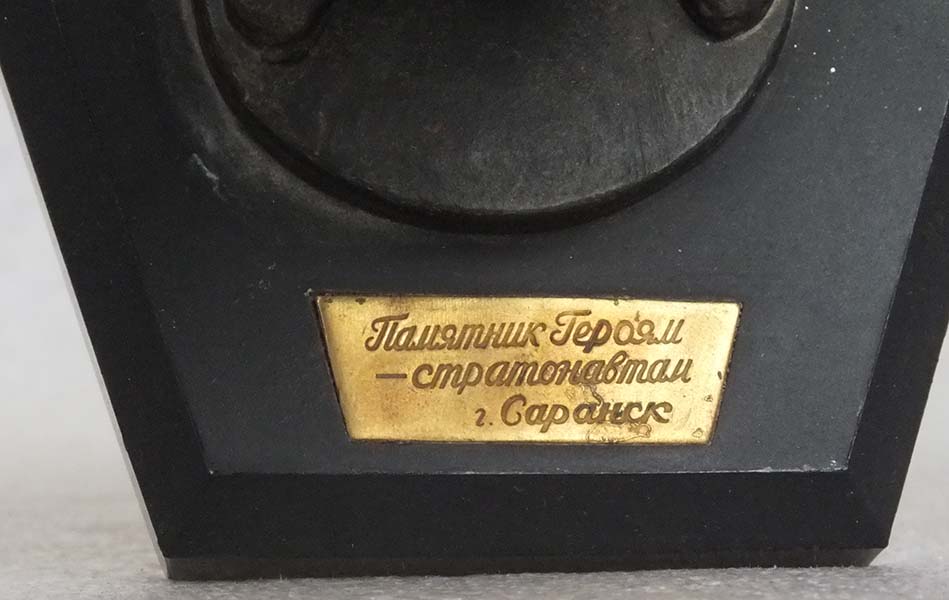 Памятник Героям
—стратонавтам
г. Саранск